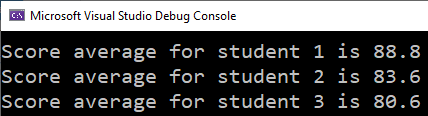 Microsoft Visual Studio Debug Console
Score average for student 1 is 88.8
Score average for student 2 is 83.6
Score average for student 3 is 80.6